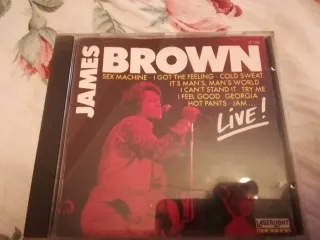 JAMES
BROWN
SEX MACHINE · I GOT THE FEELING · COLD SWEAT
IT'S MAN'S, MAN'S WORLD
I CAN'T STAND IT · TRY ME
I FEEL GOOD GEORGIA
HOT PANTS JAM...
LIVE!
LASERLIGHT